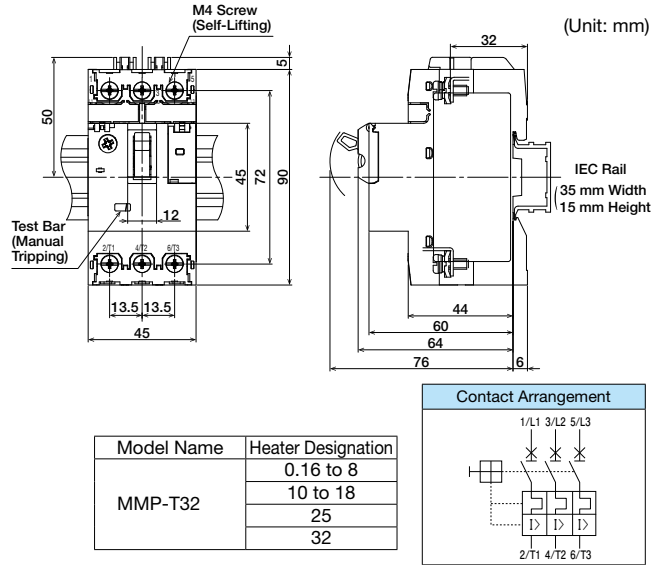 M4 Screw
(Self-Lifting)
(Unit: mm)
32
5
50
45
72
90
12
Test Bar
(Manual
Tripping)
2/T1 4/T2 6/T3
13.5 13.5
45
IEC Rail
35 mm Width
15 mm Height
44
60
64
76
6
Contact Arrangement
1/L1 3/L2 5/L3
I> I> I>
2/T1 4/T2 6/T3
Model Name Heater Designation
MMP-T32
0.16 to 8
10 to 18
25
32